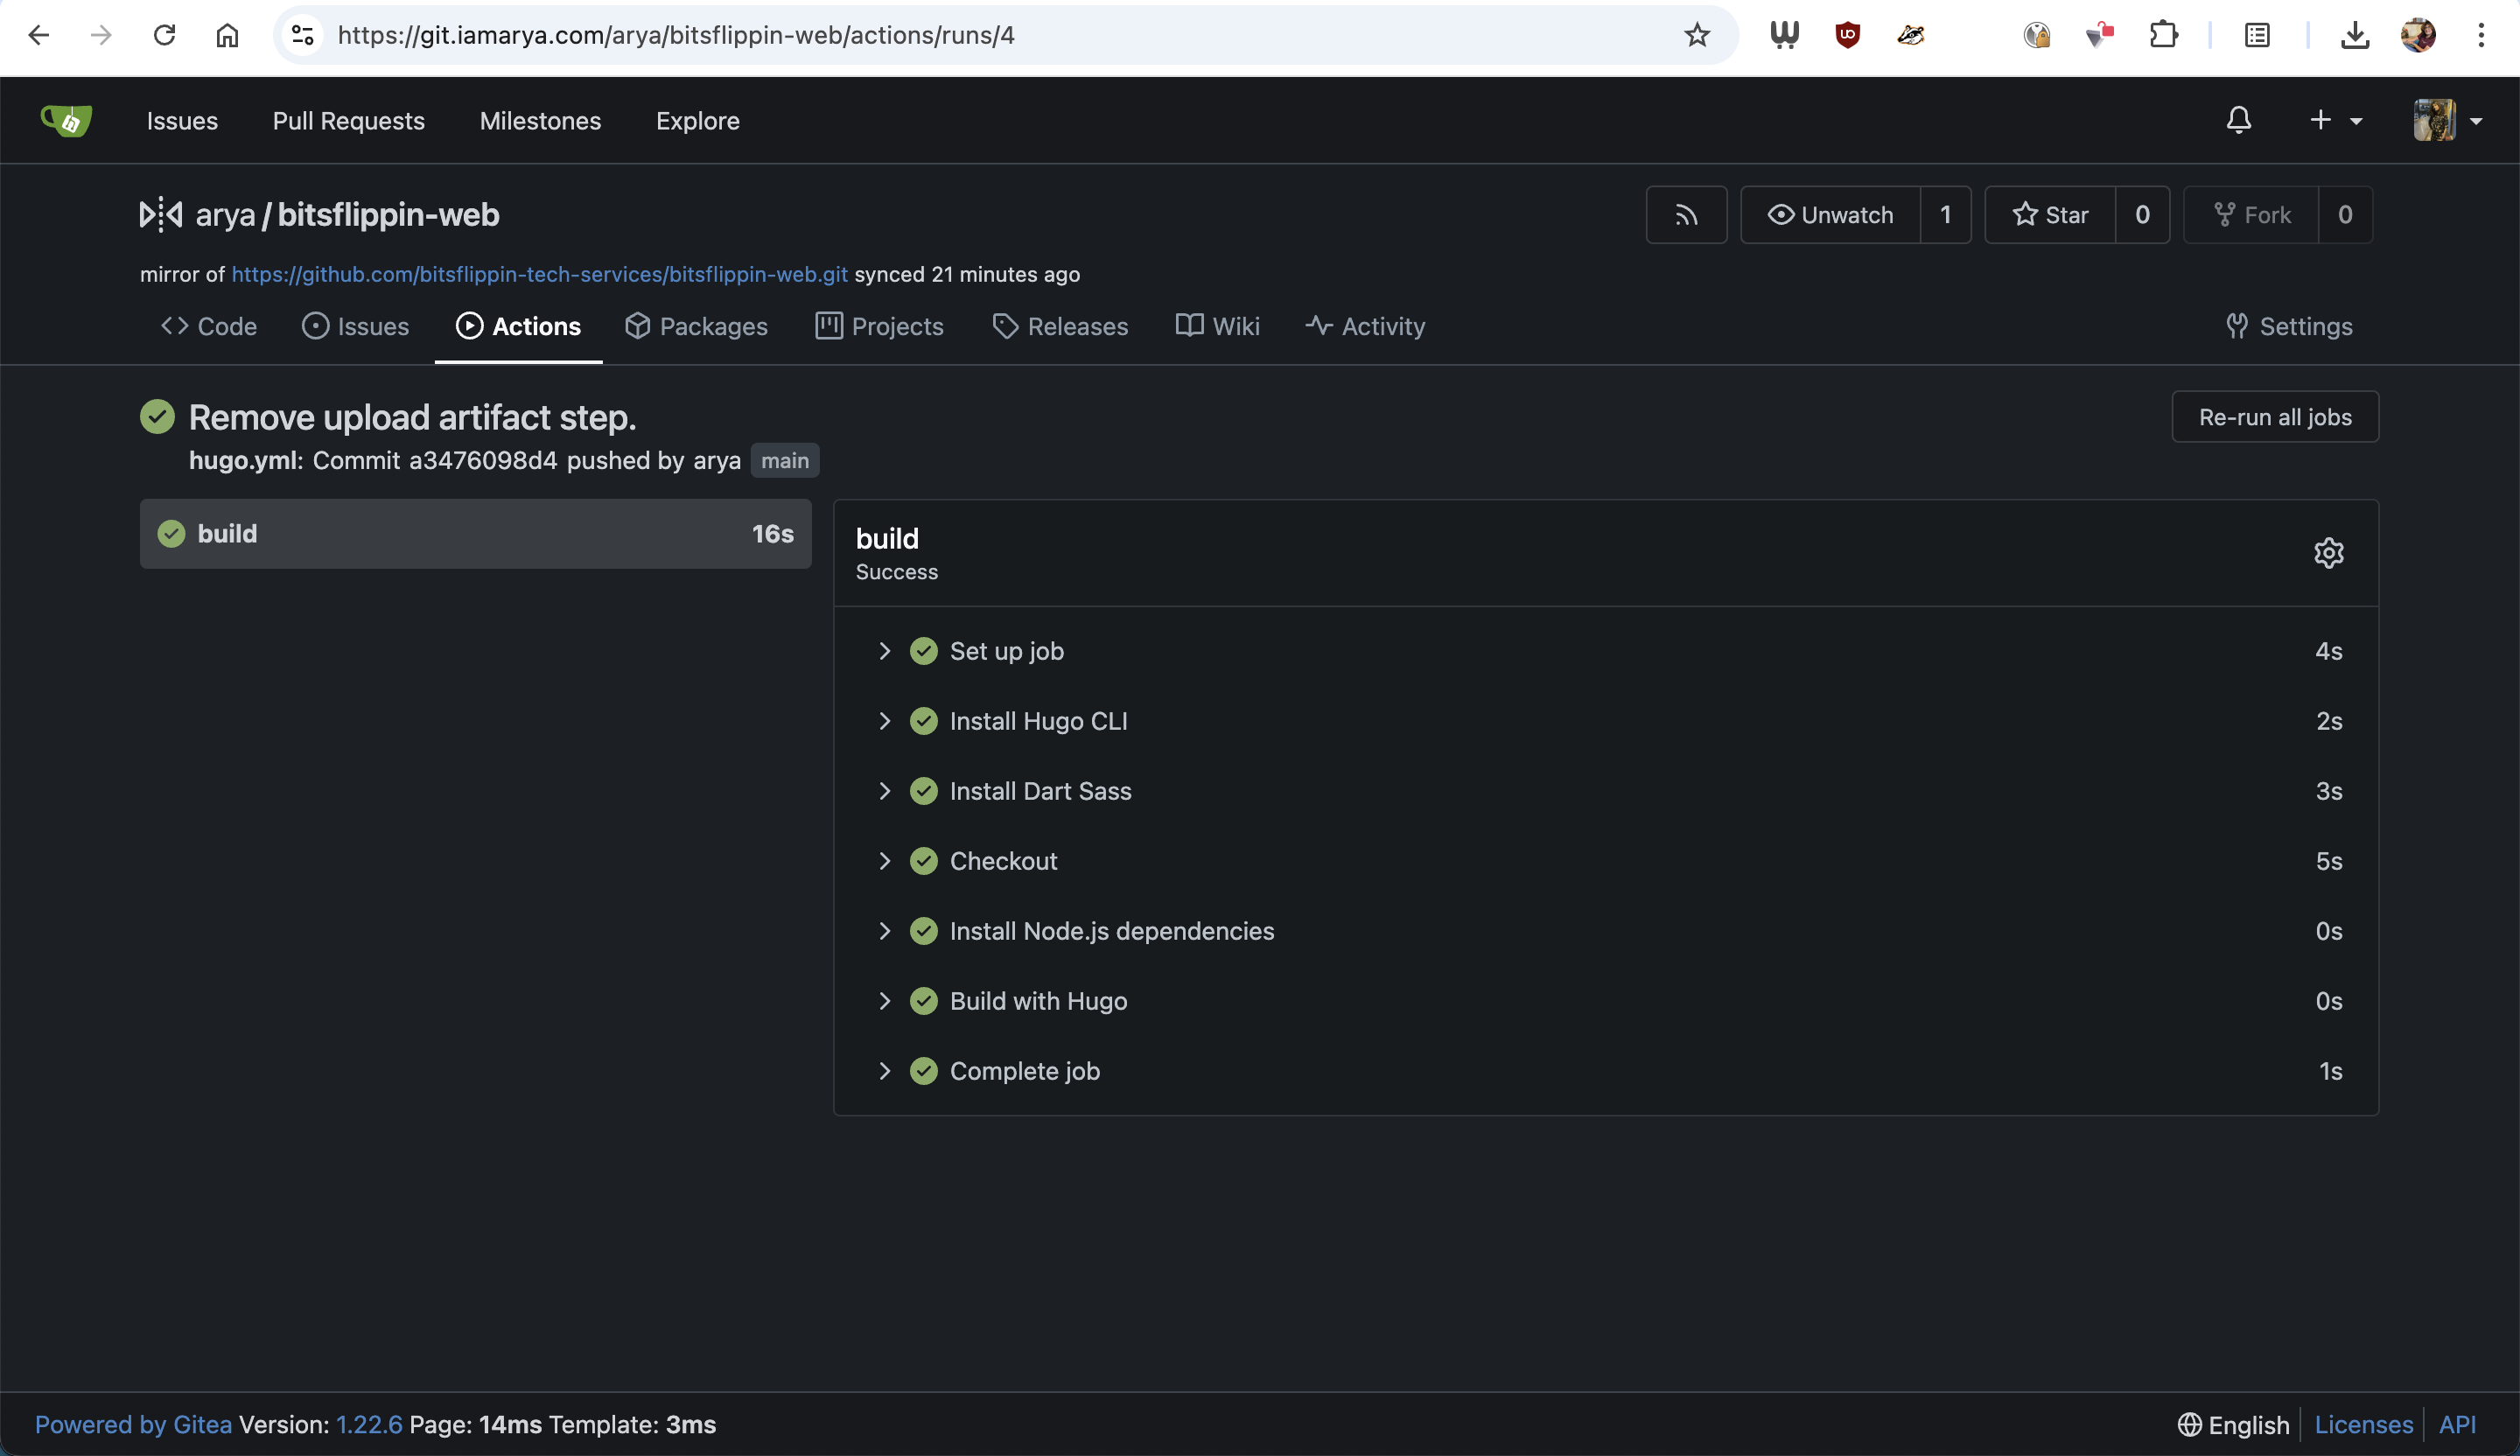 https://git.iamarya.com/arya/bitsflippin-web/actions/runs/4
Issues Pull Requests Milestones Explore
arya / bitsflippin-web Unwatch 1 Star 0 Fork 0
mirror of https://github.com/bitsflippin-tech-services/bitsflippin-web.git synced 21 minutes ago
Code Issues Actions Packages Projects Releases Wiki Activity Settings
Remove upload artifact step. Re-run all jobs
hugo.yml: Commit a3476098d4 pushed by arya main
build 16s
build
Success
Set up job 4s
Install Hugo CLI 2s
Install Dart Sass 3s
Checkout 5s
Install Node.js dependencies 0s
Build with Hugo 0s
Complete job 1s
Powered by Gitea Version: 1.22.6 Page: 14ms Template: 3ms English Licenses API